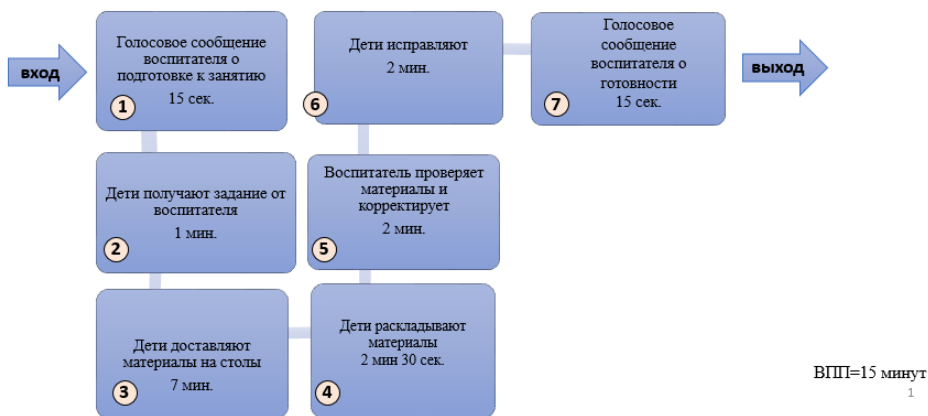 вход
Голосовое сообщение
воспитателя о
подготовке к занятию
15 сек.
1
Дети получают задание от
воспитателя
1 мин.
2
Дети доставляют
материалы на столы
7 мин.
3
Дети раскладывают
материалы
2 мин 30 сек.
4
Воспитатель проверяет
материалы и
корректирует
2 мин.
5
Дети исправляют
2 мин.
6
Голосовое
сообщение
воспитателя о
готовности
15 сек.
7
выход
ВПП=15 минут
1